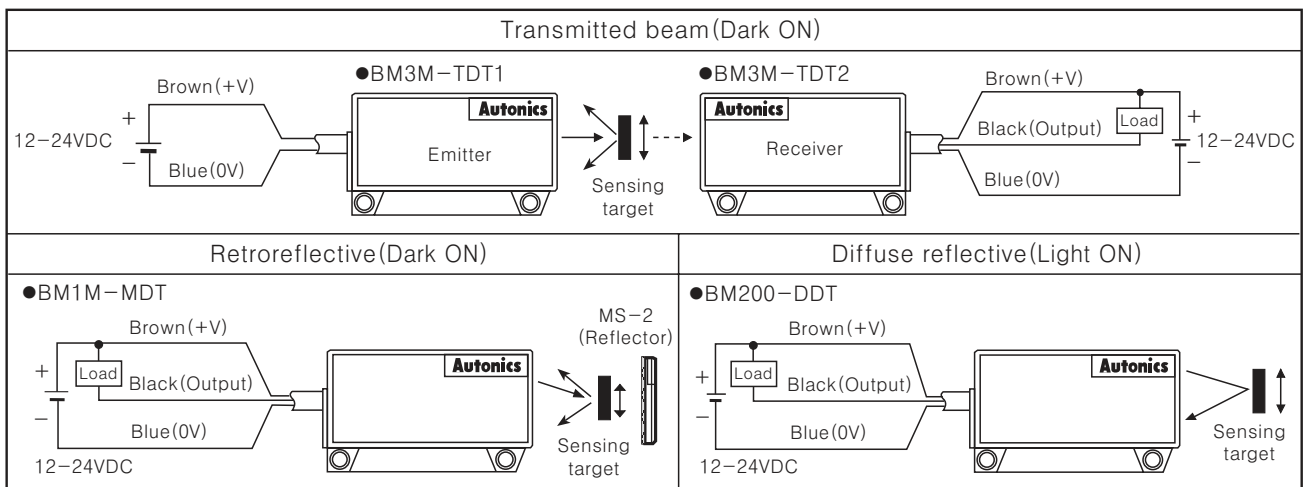 Transmitted beam(Dark ON)
●BM3M-TDT1
●BM3M-TDT2
Brown(+V)
Brown(+V)
Autonics
Autonics
+
12-24VDC
-
Emitter
Receiver
Black(Output)
Load
+
12-24VDC
-
Blue(0V)
Blue(0V)
Sensing
target
Retroreflective(Dark ON)
●BM1M-MDT
Brown(+V)
MS-2
(Reflector)
Autonics
+
Load
Black(Output)
-
Blue(0V)
12-24VDC
Sensing
target
Diffuse reflective(Light ON)
●BM200-DDT
Brown(+V)
Autonics
+
Load
Black(Output)
-
Blue(0V)
12-24VDC
Sensing
target